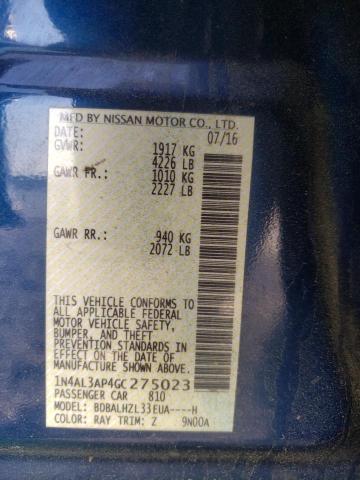 MFD BY NISSAN MOTOR CO., LTD.
DATE: 07/16
GVWR: 1917 KG
4226 LB
GAWR FR.: 1010 KG
2227 LB
GAWR RR.: 940 KG
2072 LB
THIS VEHICLE CONFORMS TO
ALL APPLICABLE FEDERAL
MOTOR VEHICLE SAFETY,
BUMPER, AND THEFT
PREVENTION STANDARDS IN
EFFECT ON THE DATE OF
MANUFACTURE SHOWN ABOVE.
1N4AL3AP4GC275023
PASSENGER CAR 810
MODEL: BDBALHZL33EUA----H
COLOR: RAY TRIM: Z 9N00A